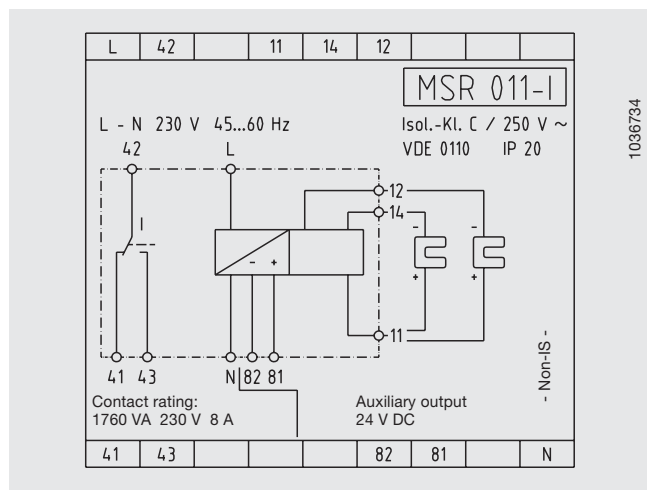 L 42 11 14 12
MSR 011-I
L - N 230 V 45...60 Hz
Isol.-Kl. C / 250 V ~
VDE 0110 IP 20
42 L
12
14
I
- -
- +
+ +
11
41 43 N 82 81
- Non-IS -
Contact rating:
1760 VA 230 V 8 A
Auxiliary output
24 V DC
41 43 82 81 N
1036734